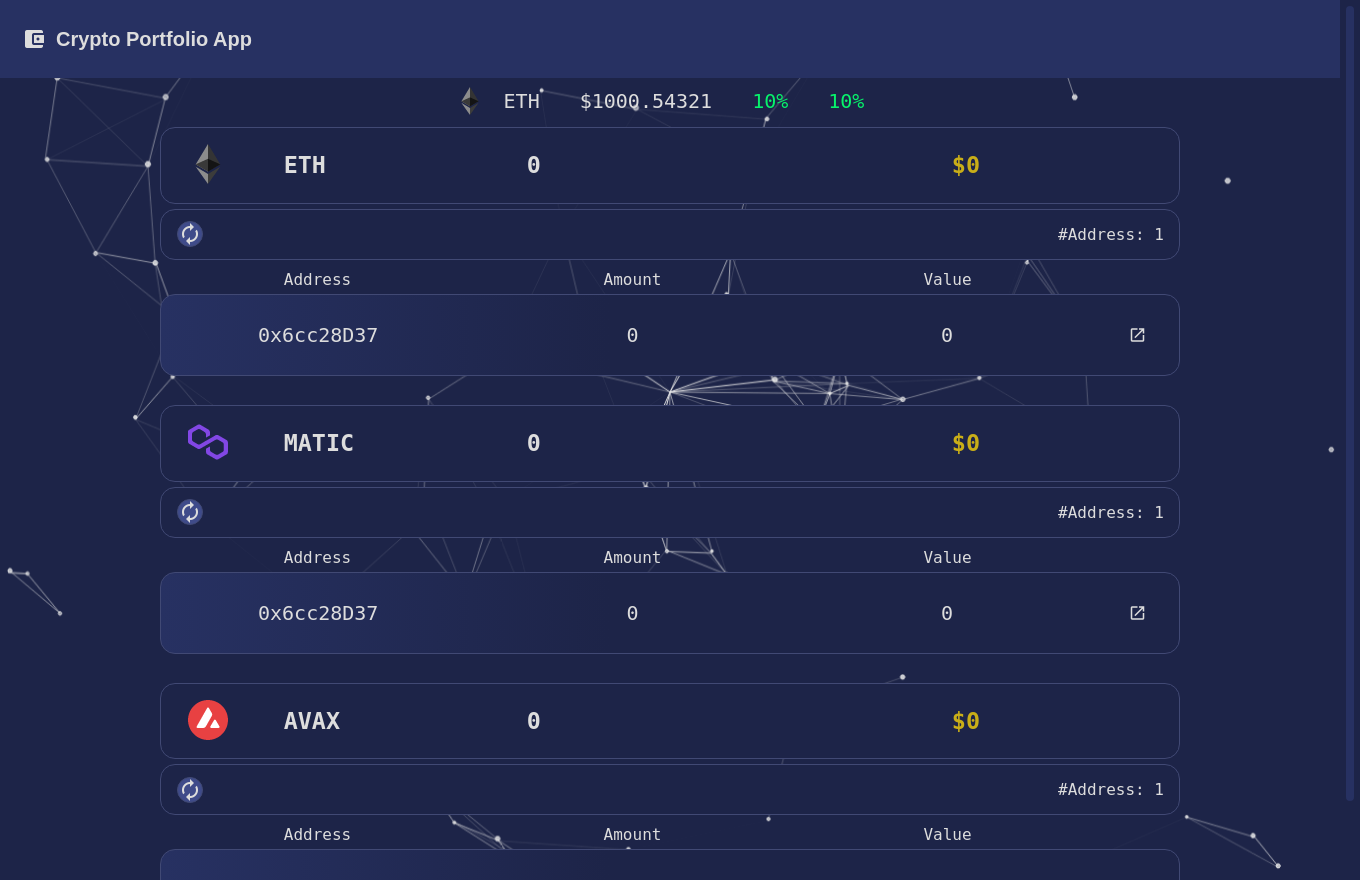 Crypto Portfolio App
ETH $1000.54321 10% 10%
ETH 0 $0
#Address: 1
Address Amount Value
0x6cc28D37 0 0
MATIC 0 $0
#Address: 1
Address Amount Value
0x6cc28D37 0 0
AVAX 0 $0
#Address: 1
Address Amount Value